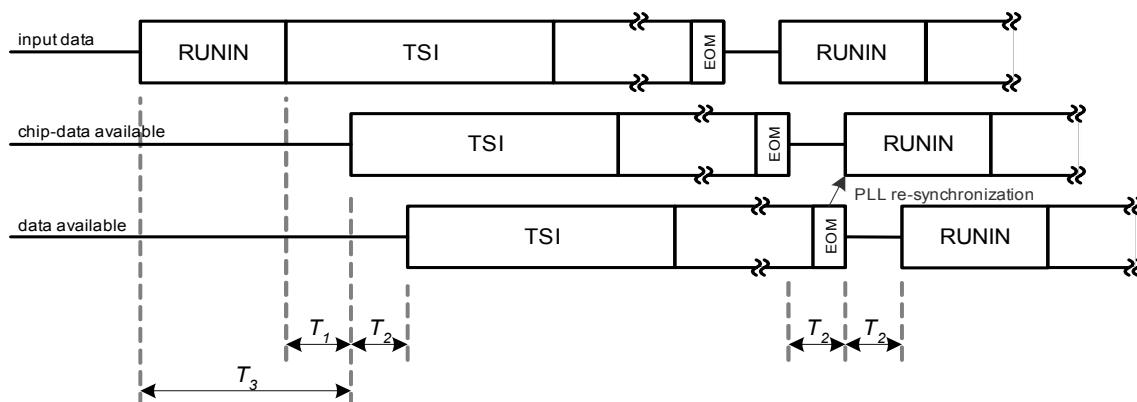 input data
RUNIN
TSI
EOM
RUNIN
chip-data available
TSI
EOM
RUNIN
PLL re-synchronization
data available
TSI
EOM
RUNIN
T1
T2
T2
T2
T3